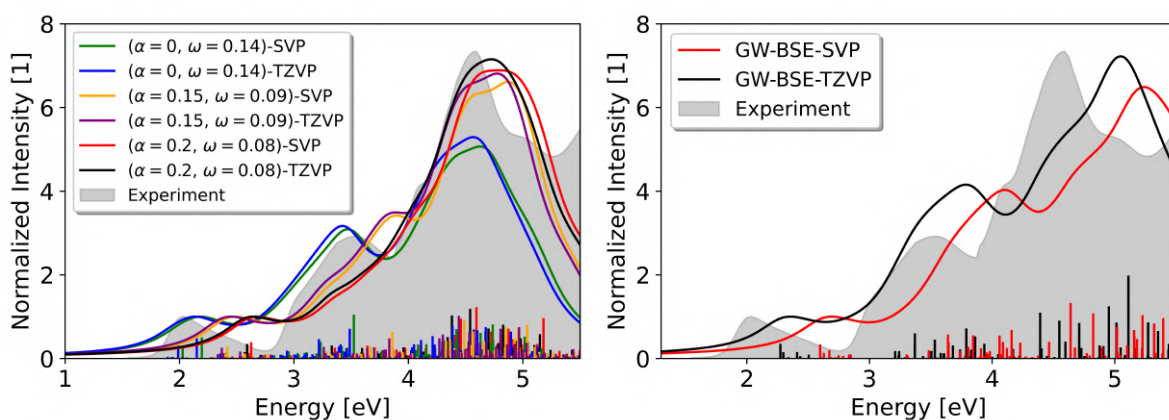 8
6
4
2
0
Normalized Intensity [1]
(α = 0, ω = 0.14)-SVP
(α = 0, ω = 0.14)-TZVP
(α = 0.15, ω = 0.09)-SVP
(α = 0.15, ω = 0.09)-TZVP
(α = 0.2, ω = 0.08)-SVP
(α = 0.2, ω = 0.08)-TZVP
Experiment
1 2 3 4 5
Energy [eV]
8
6
4
2
0
Normalized Intensity [1]
GW-BSE-SVP
GW-BSE-TZVP
Experiment
2 3 4 5
Energy [eV]